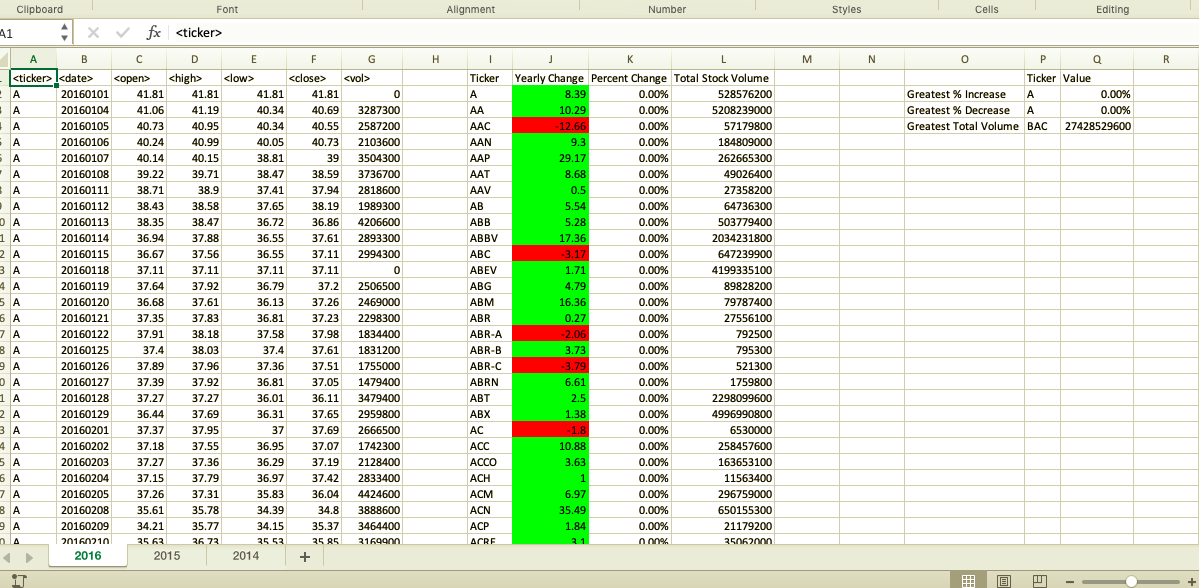 Clipboard Font Alignment Number Styles Cells Editing
A1 fx <ticker>
A B C D E F G H I J K L M N O P Q R
<ticker> <date> <open> <high> <low> <close> <vol> Ticker Yearly Change Percent Change Total Stock Volume Ticker Value
2 A 20160101 41.81 41.81 41.81 41.81 0 A 8.39 0.00% 528576200 Greatest % Increase A 0.00%
3 A 20160104 41.06 41.19 40.34 40.69 3287300 AA 10.29 0.00% 5208239000 Greatest % Decrease A 0.00%
4 A 20160105 40.73 40.95 40.34 40.55 2587200 AAC -12.66 0.00% 57179800 Greatest Total Volume BAC 27428529600
5 A 20160106 40.24 40.99 40.05 40.73 2103600 AAN 9.3 0.00% 184809000
6 A 20160107 40.14 40.15 38.81 39 3504300 AAP 29.17 0.00% 262665300
7 A 20160108 39.22 39.71 38.47 38.59 3736700 AAT 8.68 0.00% 49026400
8 A 20160111 38.71 38.9 37.41 37.94 2818600 AAV 0.5 0.00% 27358200
9 A 20160112 38.43 38.58 37.65 38.19 1989300 AB 5.54 0.00% 64736300
0 A 20160113 38.35 38.47 36.72 36.86 4206600 ABB 5.28 0.00% 503779400
1 A 20160114 36.94 37.88 36.55 37.61 2893300 ABBV 17.36 0.00% 2034231800
2 A 20160115 36.67 37.56 36.55 37.11 2994300 ABC -3.17 0.00% 647239900
3 A 20160118 37.11 37.11 37.11 37.11 0 ABEV 1.71 0.00% 4199335100
4 A 20160119 37.64 37.92 36.79 37.2 2506500 ABG 4.79 0.00% 89828200
5 A 20160120 36.68 37.61 36.13 37.26 2469000 ABM 16.36 0.00% 79787400
6 A 20160121 37.35 37.83 36.81 37.23 2298300 ABR 0.27 0.00% 27556100
7 A 20160122 37.91 38.18 37.58 37.98 1834400 ABR-A -2.06 0.00% 792500
8 A 20160125 37.4 38.03 37.4 37.61 1831200 ABR-B 3.73 0.00% 795300
9 A 20160126 37.89 37.96 37.36 37.51 1755000 ABR-C -3.79 0.00% 521300
0 A 20160127 37.39 37.92 36.81 37.05 1479400 ABRN 6.61 0.00% 1759800
1 A 20160128 37.27 37.27 36.01 36.11 3479400 ABT 2.5 0.00% 2298099600
2 A 20160129 36.44 37.69 36.31 37.65 2959800 ABX 1.38 0.00% 4996990800
3 A 20160201 37.37 37.95 37 37.69 2666500 AC -1.8 0.00% 6530000
4 A 20160202 37.18 37.55 36.95 37.07 1742300 ACC 10.88 0.00% 258457600
5 A 20160203 37.27 37.36 36.29 37.19 2128400 ACCO 3.63 0.00% 163653100
6 A 20160204 37.15 37.79 36.97 37.42 2833400 ACH 1 0.00% 11563400
7 A 20160205 37.26 37.31 35.83 36.04 4424600 ACM 6.97 0.00% 296759000
8 A 20160208 35.61 35.78 34.39 34.8 3888600 ACN 35.49 0.00% 650155300
9 A 20160209 34.21 35.77 34.15 35.37 3464400 ACP 1.84 0.00% 21179200
0 A 20160210 35.63 36.73 35.53 35.85 3169900 ACRE 3.1 0.00% 35062000
2016 2015 2014 +